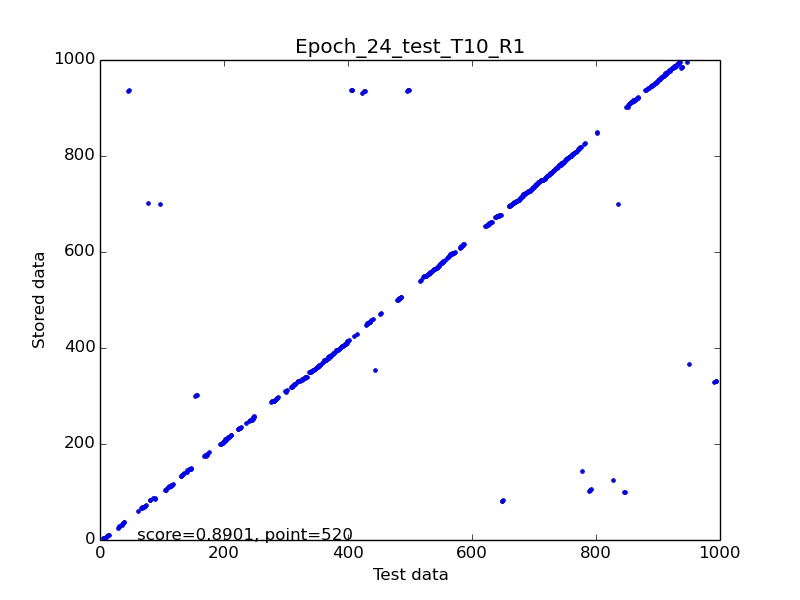 Epoch_24_test_T10_R1
1000
800
600
400
200
0
Stored data
score=0.8901, point=520
0 200 400 600 800 1000
Test data